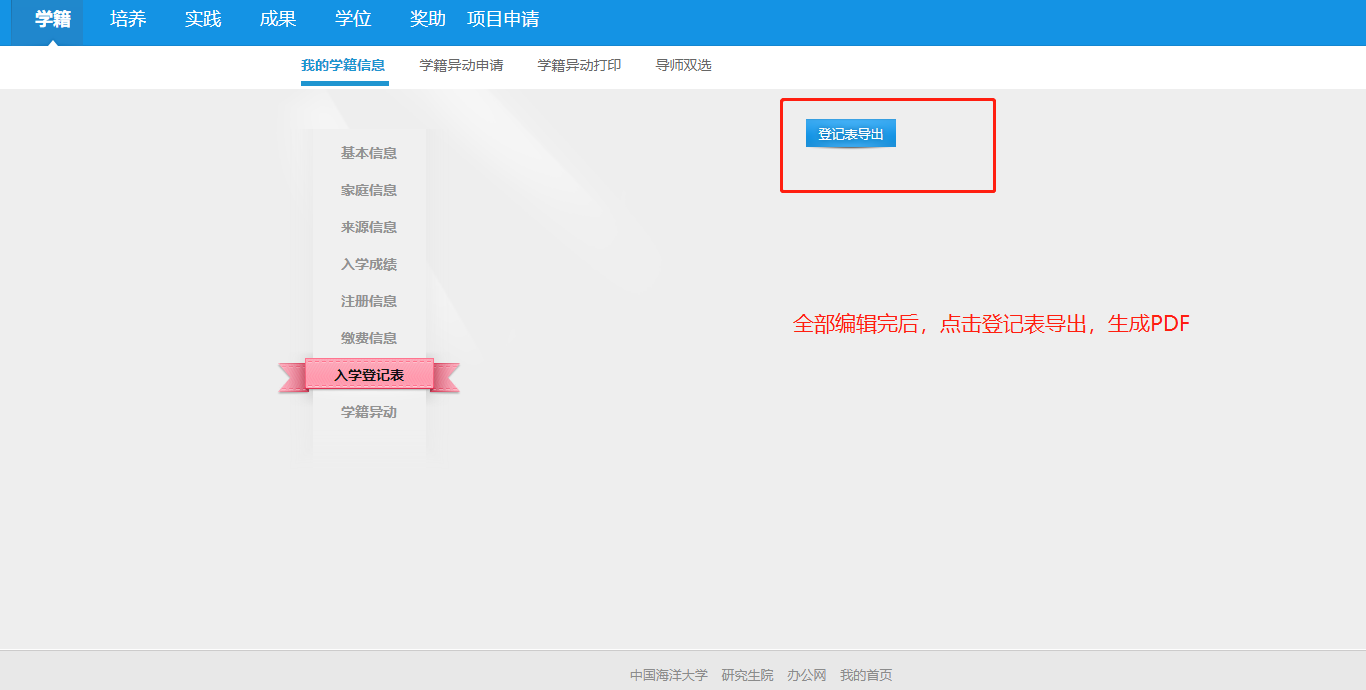 学籍 培养 实践 成果 学位 奖助 项目申请
我的学籍信息 学籍异动申请 学籍异动打印 导师双选
登记表导出
基本信息
家庭信息
来源信息
入学成绩
注册信息
缴费信息
入学登记表
学籍异动
全部编辑完后，点击登记表导出，生成PDF
中国海洋大学 研究生院 办公网 我的首页